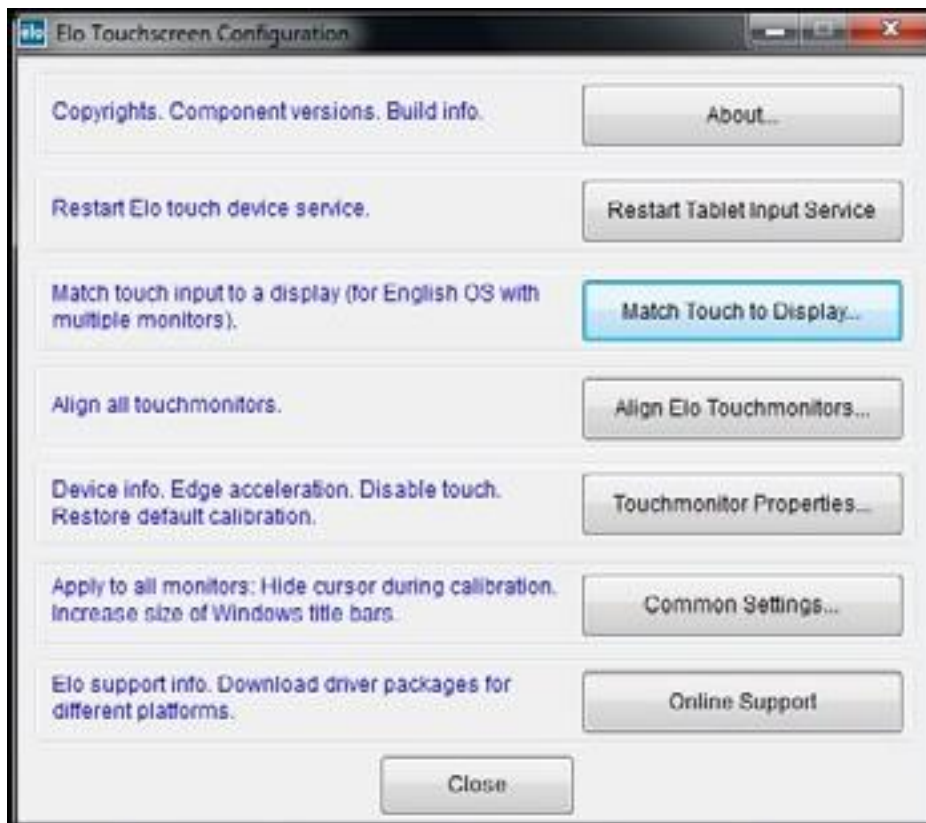 elo Elo Touchscreen Configuration
Copyrights. Component versions. Build info.
About...
Restart Elo touch device service.
Restart Tablet Input Service
Match touch input to a display (for English OS with
multiple monitors).
Match Touch to Display...
Align all touchmonitors.
Align Elo Touchmonitors...
Device info. Edge acceleration. Disable touch.
Restore default calibration.
Touchmonitor Properties...
Apply to all monitors: Hide cursor during calibration.
Increase size of Windows title bars.
Common Settings...
Elo support info. Download driver packages for
different platforms.
Online Support
Close